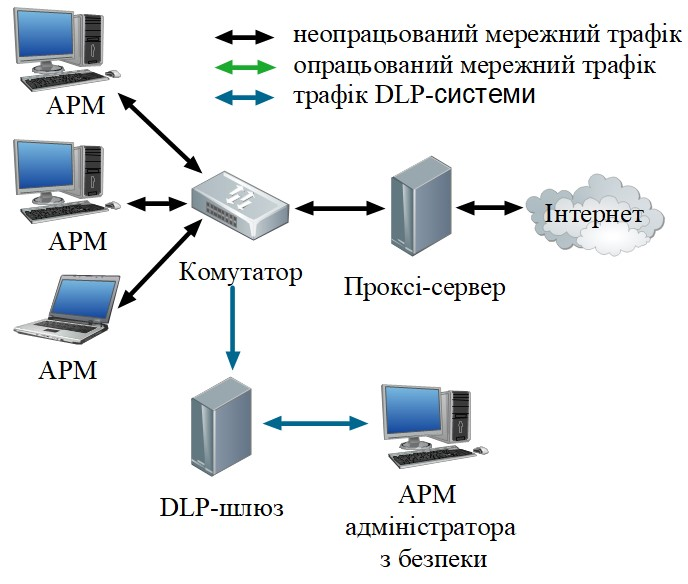 неопрацьований мережний трафік
опрацьований мережний трафік
трафік DLP-системи
АРМ
АРМ
АРМ
Комутатор
Проксі-сервер
Інтернет
DLP-шлюз
АРМ
адміністратора
з безпеки